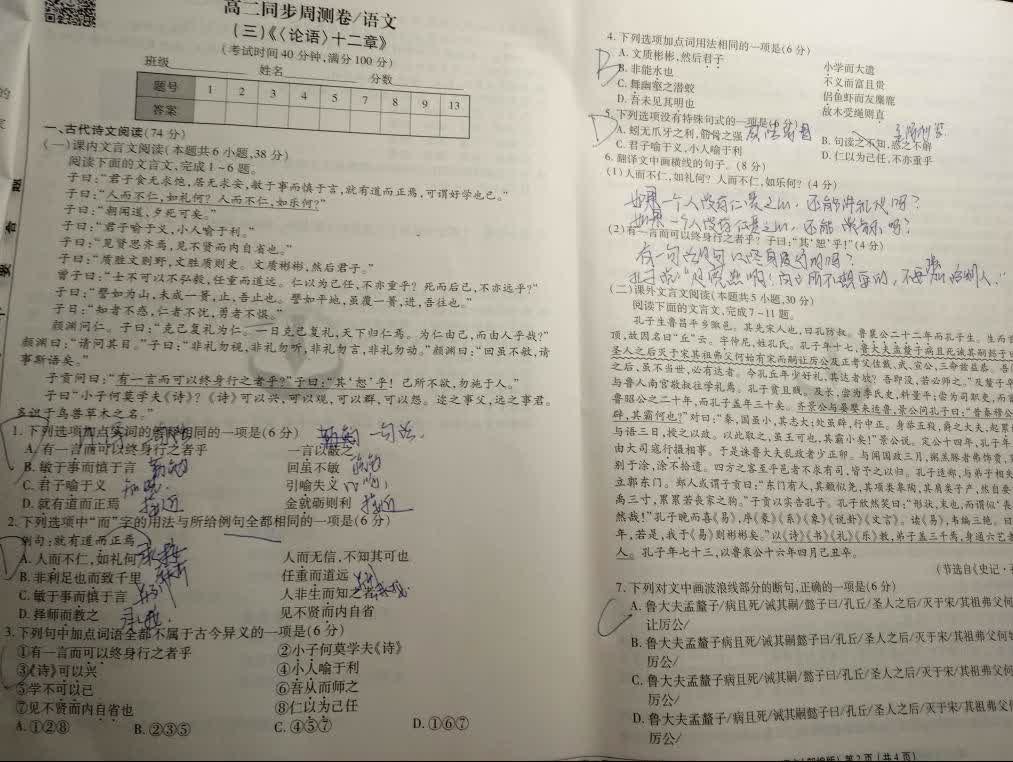 高二同步周测卷/语文
(三)《〈论语〉十二章》
(考试时间40分钟,满分100分)
班级 姓名 分数
题号 1 2 3 4 5 7 8 9 13
答案
一、古代诗文阅读(74分)
(一)课内文言文阅读(本题共6小题,38分)
阅读下面的文言文,完成1~6题。
子曰:“君子食无求饱,居无求安,敏于事而慎于言,就有道而正焉,可谓好学也已。”
子曰:“人而不仁,如礼何?人而不仁,如乐何?”
子曰:“朝闻道,夕死可矣。”
子曰:“君子喻于义,小人喻于利。”
子曰:“见贤思齐焉,见不贤而内自省也。”
子曰:“质胜文则野,文胜质则史。文质彬彬,然后君子。”
曾子曰:“士不可以不弘毅,任重而道远。仁以为己任,不亦重乎?死而后已,不亦远乎?”
子曰:“譬如为山,未成一篑,止,吾止也。譬如平地,虽覆一篑,进,吾往也。”
子曰:“知者不惑,仁者不忧,勇者不惧。”
颜渊问仁。子曰:“克己复礼为仁。一日克己复礼,天下归仁焉。为仁由己,而由人乎哉?”
颜渊曰:“请问其目。”子曰:“非礼勿视,非礼勿听,非礼勿言,非礼勿动。”颜渊曰:“回虽不敏,请
事斯语矣。”
子贡问曰:“有一言而可以终身行之者乎?”子曰:“其‘恕’乎!己所不欲,勿施于人。”
子曰:“小子何莫学夫《诗》?《诗》可以兴,可以观,可以群,可以怨。迩之事父,远之事君。
多识于鸟兽草木之名。”
1.下列选项加点实词的 相同的一项是(6分) 一句话
A.有一言而可以终身行之者乎 一言以蔽之
B.敏于事而慎于言 回虽不敏
C.君子喻于义 引喻失义
D.就有道而正焉 接近 金就砺则利 接近
2.下列选项中“而”字的用法与所给例句全都相同的一项是(6分)
例句:就有道而正焉
A.人而不仁,如礼何 人而无信,不知其可也
B.非利足也而致千里 任重而道远
C.敏于事而慎于言 人非生而知之者
D.择师而教之 见不贤而内自省
3.下列句中加点词语全都不属于古今异义的一项是(6分)
①有一言而可以终身行之者乎 ②小子何莫学夫《诗》
③《诗》可以兴 ④小人喻于利
⑤学不可以已 ⑥吾从而师之
⑦见不贤而内自省也 ⑧仁以为己任
A.①②⑧ B.②③⑤ C.④⑤⑦ D.①⑥⑦
4.下列选项加点词用法相同的一项是(6分)
A.文质彬彬,然后君子 小学而大遗
B
B.非能水也 不义而富且贵
C.舞幽壑之潜蛟 侣鱼虾而友麋鹿
D.吾未见其明也 故木受绳则直
5.下列选项没有特殊句式的一项是(6分)
D
A.蚓无爪牙之利,筋骨之强 B.句读之不知,惑之不解
C.君子喻于义,小人喻于利 D.仁以为己任,不亦重乎
6.翻译文中画横线的句子。(8分)
(1)人而不仁,如礼何?人而不仁,如乐何?(4分)
(2)有一言而可以终身行之者乎?子曰:“其‘恕’乎!”(4分)
(二)课外文言文阅读(本题共5小题,30分)
阅读下面的文言文,完成7~11题。
孔子生鲁昌平乡陬邑。其先宋人也,曰孔防叔。鲁襄公二十二年而孔子生。生而首
顶,故因名曰“丘”云。字仲尼,姓孔氏。孔子年十七,鲁大夫孟釐子病且死诫其嗣懿子
圣人之后灭于宋其祖弗父何始有宋而嗣让厉公及正考父佐戴、武、宣公,三命兹益恭。吾
之后,虽不当世,必有达者。今孔丘年少好礼,其达者欤?吾即没,若必师之。”及釐子卒
与鲁人南宫敬叔往学礼焉。孔子贫且贱。及长,尝为季氏史,料量平;尝为司职吏,而畜
鲁昭公之二十年,而孔子盖年三十矣。齐景公与晏婴来适鲁,景公问孔子曰:“昔秦穆公
辟,其霸何也?”对曰:“秦,国虽小,其志大;处虽辟,行中正。身举五羖,爵之大夫,起累
与语三日,授之以政。以此取之,虽王可也,其霸小矣!”景公说。定公十四年,孔子年
由大司寇行摄相事。于是诛鲁大夫乱政者少正卯。与闻国政三月,粥羔豚者弗饰贾,
别于涂,涂不拾遗。四方之客至乎邑者不求有司,皆予之以归。孔子适郑,与弟子相失
立郭东门。郑人或谓子贡曰:“东门有人,其颡似尧,其项类皋陶,其肩类子产,然自要
禹三寸,累累若丧家之狗。”子贡以实告孔子。孔子欣然笑曰:“形状,末也,而谓似‘丧
然哉!”孔子晚而喜《易》,序《彖》《系》《象》《说卦》《文言》。读《易》,韦编三绝。曰
年,若是,我于《易》则彬彬矣。”以《诗》《书》《礼》《乐》教,弟子盖三千焉,身通六艺者
人。孔子年七十三,以鲁哀公十六年四月己丑卒。
(节选自《史记·
7.下列对文中画波浪线部分的断句,正确的一项是(6分)
C
A.鲁大夫孟釐子/病且死/诫其嗣/懿子曰/孔丘/圣人之后/灭于宋/其祖弗父何
让厉公/
B.鲁大夫孟釐子病且死/诫其嗣懿子曰/孔丘/圣人之后/灭于宋/其祖弗父何
厉公/
C.鲁大夫孟釐子病且死/诫其嗣/懿子曰/孔丘/圣人之后/灭于宋/其祖弗父何
厉公/
D.鲁大夫孟釐子/病且死/诫其嗣懿子曰/孔丘/圣人之后/灭于宋/其祖弗父何
厉公/
第2页(共4页)